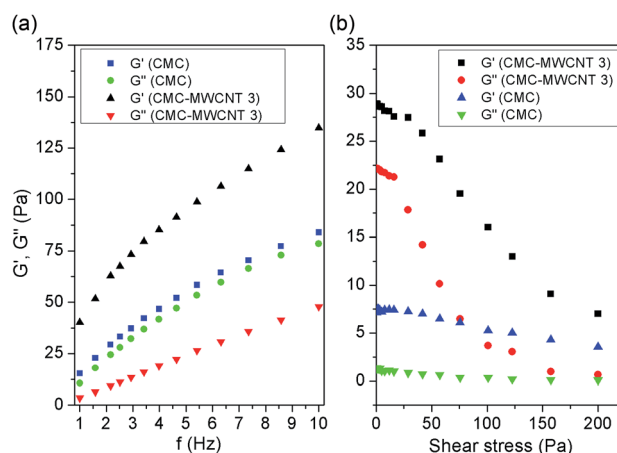 (a)
175
150
125
100
75
50
25
0
G', G'' (Pa)
G' (CMC)
G'' (CMC)
G' (CMC-MWCNT 3)
G'' (CMC-MWCNT 3)
1 2 3 4 5 6 7 8 9 10
f (Hz)
(b)
35
30
25
20
15
10
5
0
G' (CMC-MWCNT 3)
G'' (CMC-MWCNT 3)
G' (CMC)
G'' (CMC)
0 50 100 150 200
Shear stress (Pa)